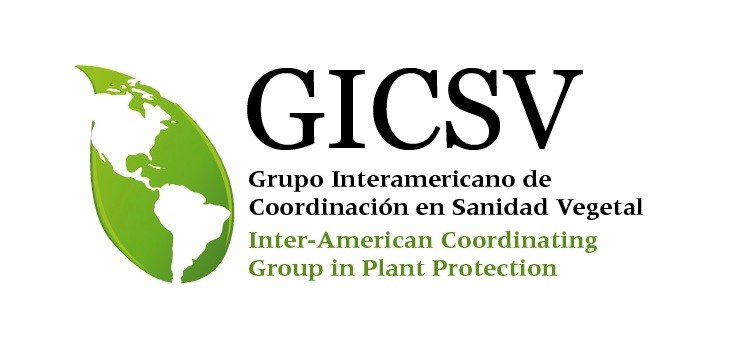 GICSV
Grupo Interamericano de
Coordinación en Sanidad Vegetal
Inter-American Coordinating
Group in Plant Protection